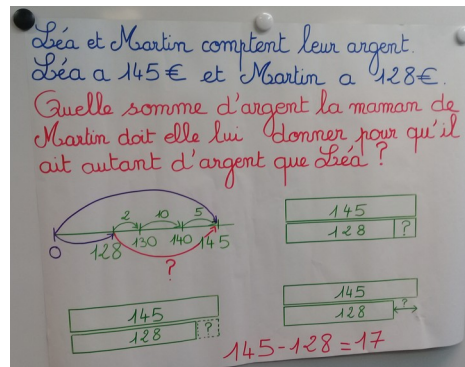 Léa et Martin comptent leur argent.
Léa a 145€ et Martin a 128€.
Quelle somme d'argent la maman de
Martin doit elle lui donner pour qu'il
ait autant d'argent que Léa ?
2 10 5
0 128 130 140 145
?
145
128 ?
145
128 ?
145
128 ?
145-128=17